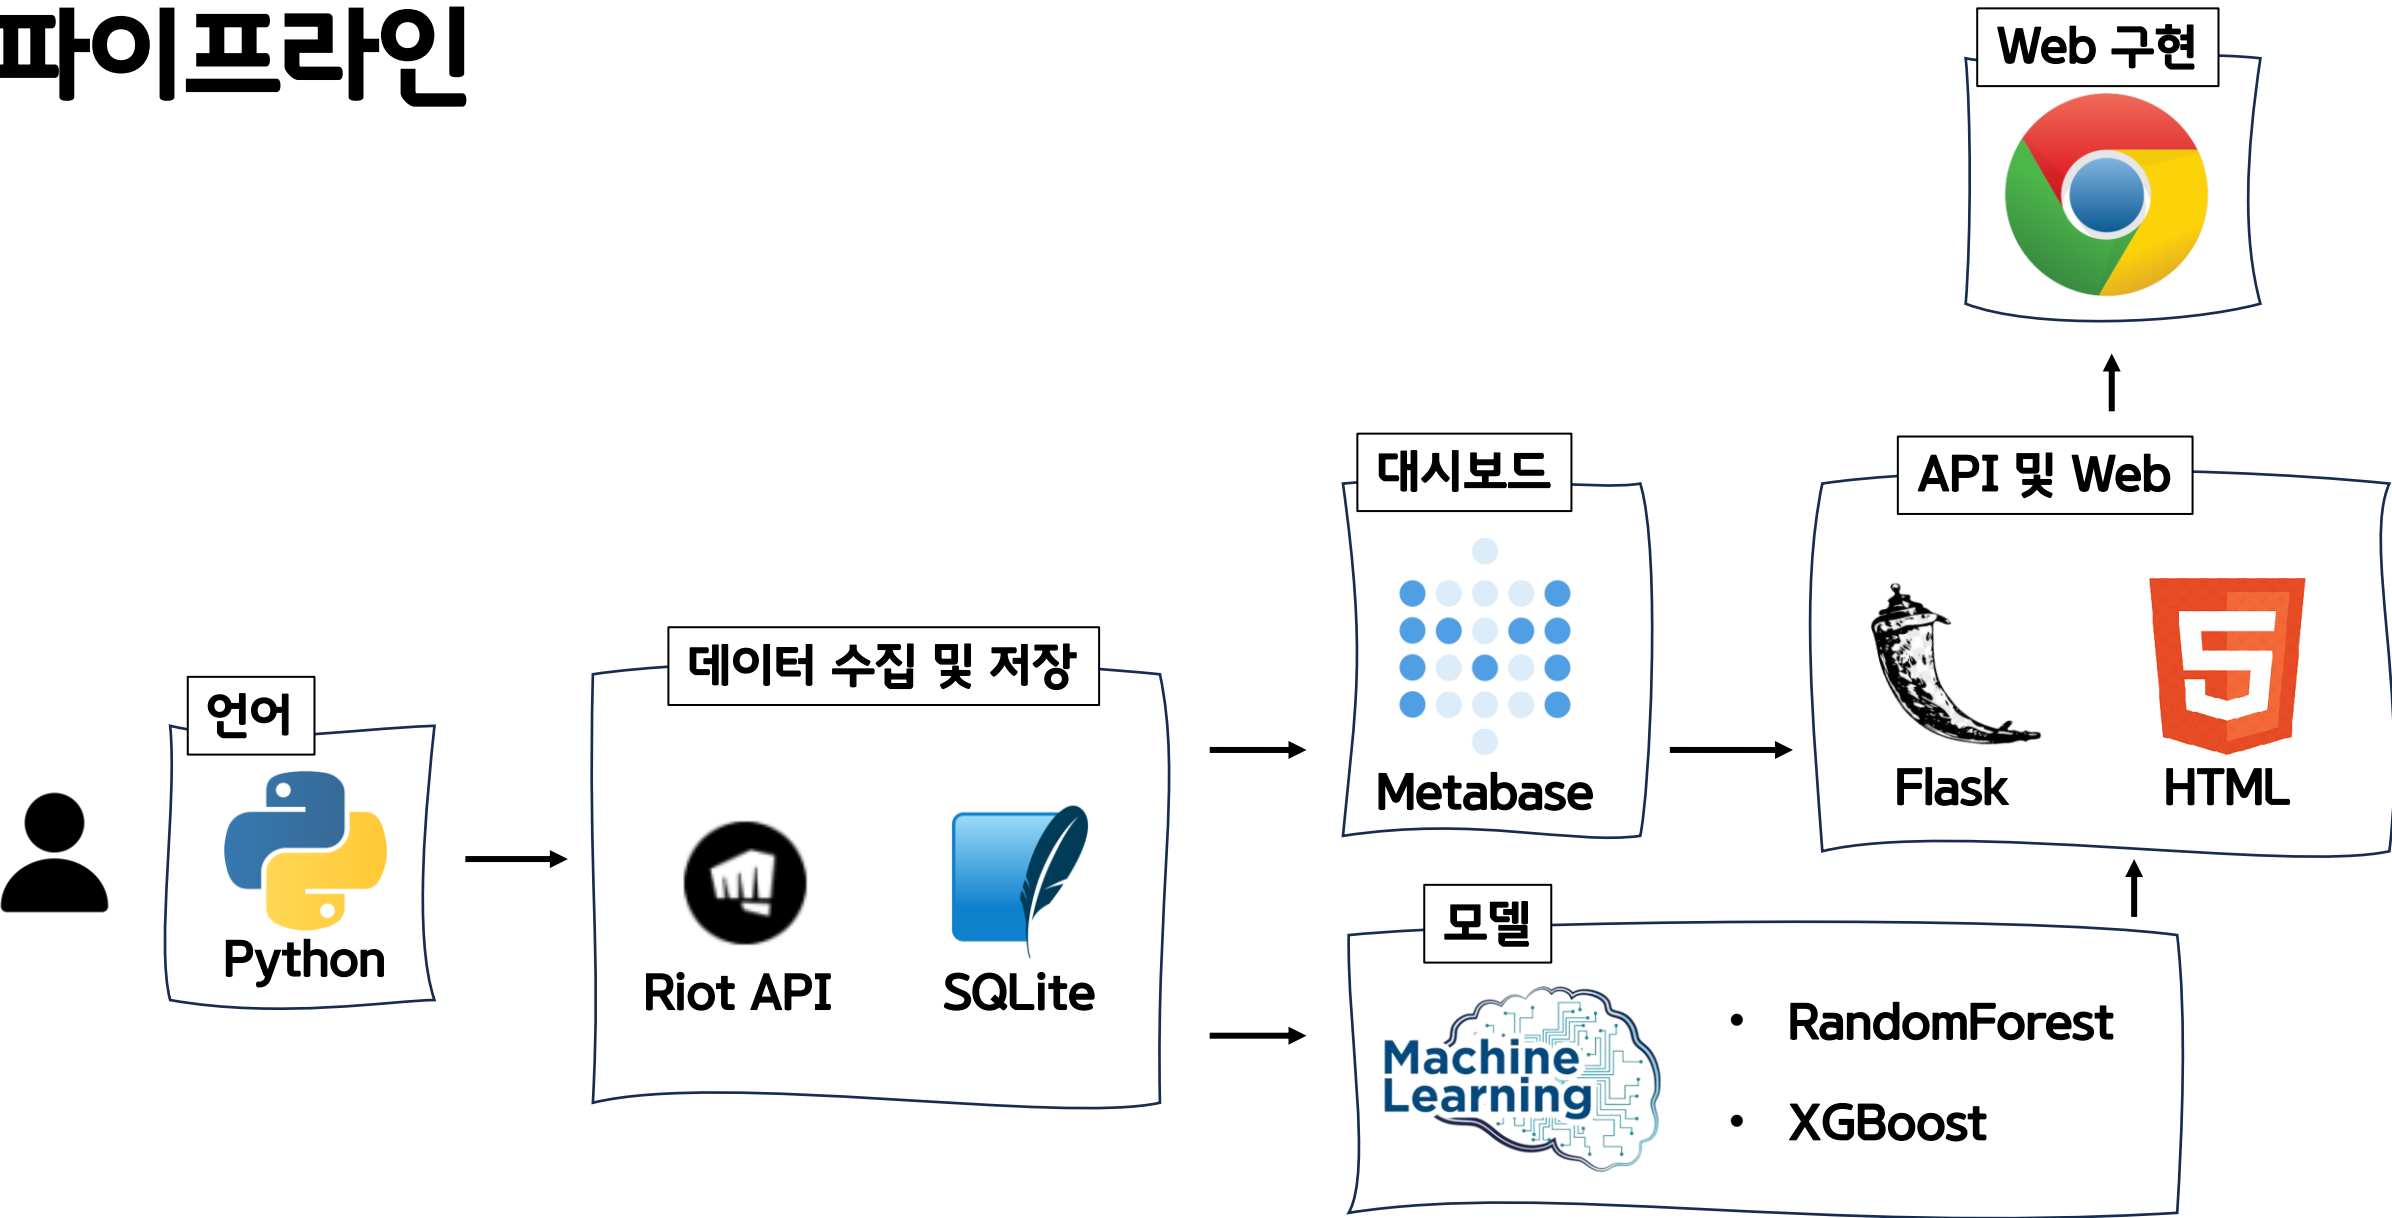 파이프라인
Web 구현
대시보드
API 및 Web
데이터 수집 및 저장
언어
Metabase
Flask
HTML
Python
Riot API
SQLite
모델
Machine
Learning
• RandomForest
• XGBoost